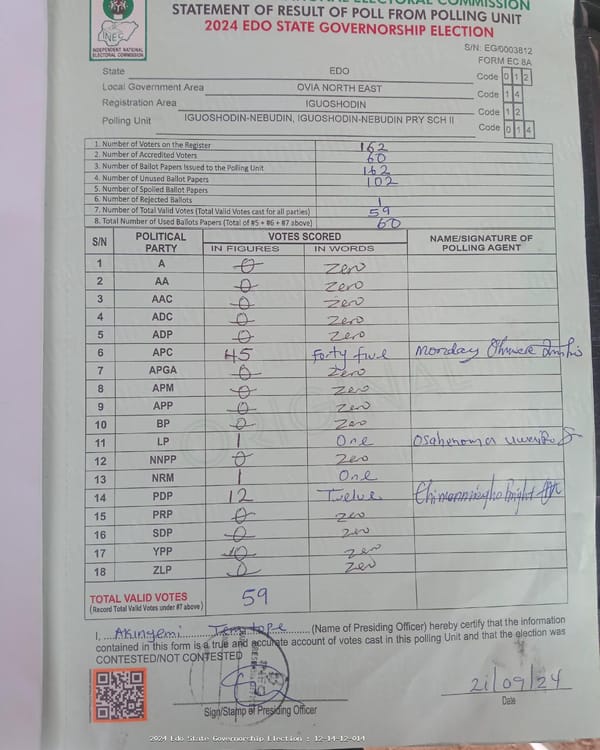 INEC
INDEPENDENT NATIONAL ELECTORAL COMMISSION
STATEMENT OF RESULT OF POLL FROM POLLING UNIT
2024 EDO STATE GOVERNORSHIP ELECTION
S/N: EG/0003812
FORM EC 8A
State EDO Code 0 1 2
Local Government Area OVIA NORTH EAST Code 1 4
Registration Area IGUOSHODIN Code 1 2
Polling Unit IGUOSHODIN-NEBUDIN, IGUOSHODIN-NEBUDIN PRY SCH II Code 0 1 4
1. Number of Voters on the Register 162
2. Number of Accredited Voters 60
3. Number of Ballot Papers Issued to the Polling Unit 162
4. Number of Unused Ballot Papers 102
5. Number of Spoiled Ballot Papers
6. Number of Rejected Ballots 1
7. Number of Total Valid Votes (Total Valid Votes cast for all parties) 59
8. Total Number of Used Ballots Papers (Total of #5 + #6 + #7 above) 60
S/N POLITICAL PARTY VOTES SCORED NAME/SIGNATURE OF POLLING AGENT
IN FIGURES IN WORDS
1 A 0 Zero
2 AA 0 Zero
3 AAC 0 Zero
4 ADC 0 Zero
5 ADP 0 Zero
6 APC 45 Forty five Monday
7 APGA 0 Zero
8 APM 0 Zero
9 APP 0 Zero
10 BP 0 Zero
11 LP 1 One
12 NNPP 0 Zero
13 NRM 1 One
14 PDP 12 Twelve Bright
15 PRP 0 Zero
16 SDP 0 Zero
17 YPP 0 Zero
18 ZLP 0 Zero
TOTAL VALID VOTES 59
(Record Total Valid Votes under #7 above)
I, Akinyemi Temitope (Name of Presiding Officer) hereby certify that the information
contained in this form is a true and accurate account of votes cast in this polling Unit and that the election was
CONTESTED/NOT CONTESTED
21/09/24
Sign/Stamp of Presiding Officer Date
2024 Edo State Governorship Election : 12-14-12-014